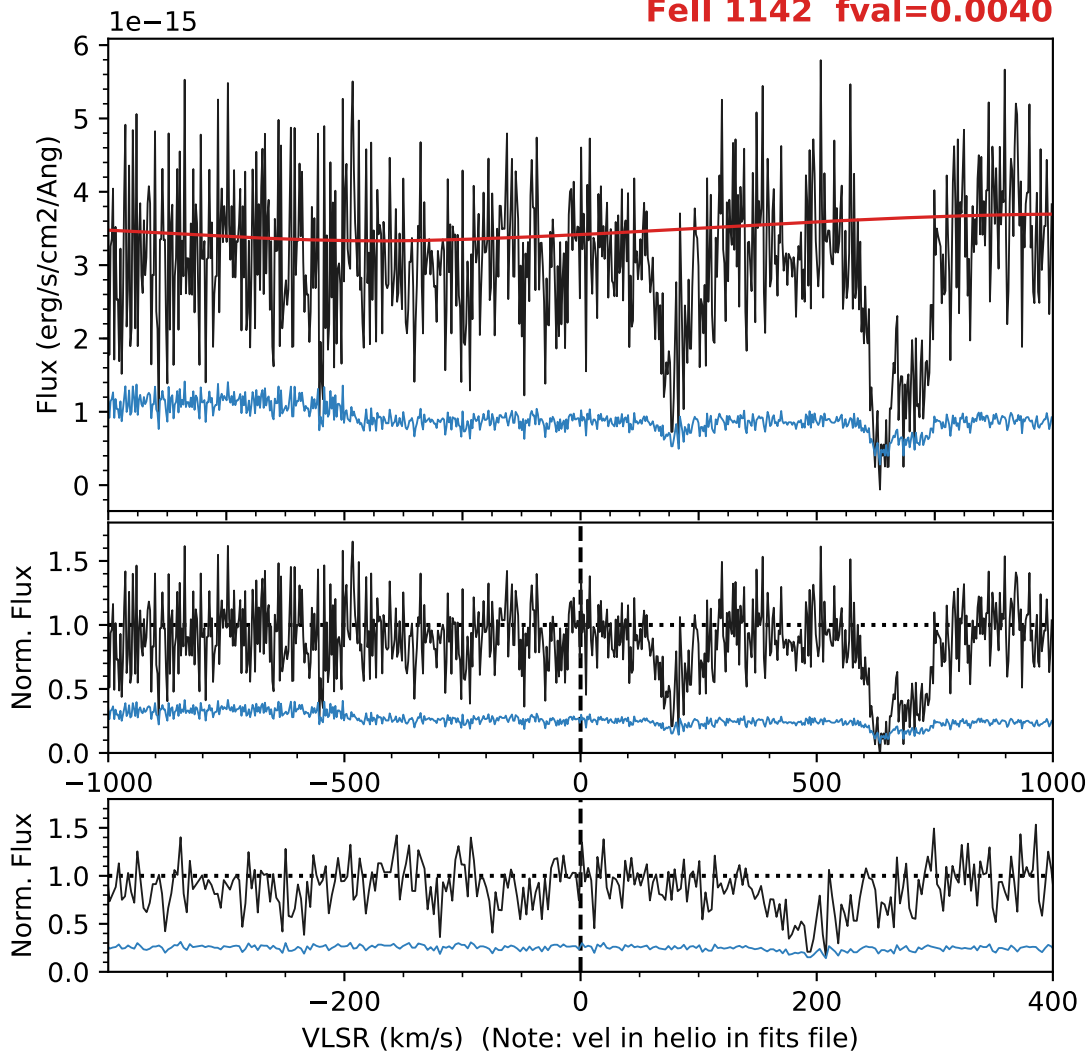 FeII 1142 fval=0.0040
1e−15
6
5
4
3
2
1
0
Flux (erg/s/cm2/Ang)
1.5
1.0
0.5
0.0
Norm. Flux
−1000 −500 0 500 1000
1.5
1.0
0.5
0.0
Norm. Flux
−200 0 200 400
VLSR (km/s) (Note: vel in helio in fits file)